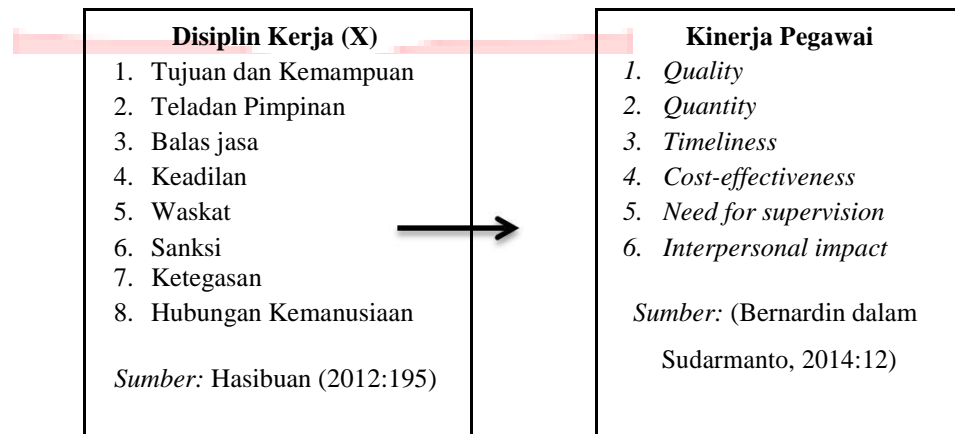 Disiplin Kerja (X)
1. Tujuan dan Kemampuan
2. Teladan Pimpinan
3. Balas jasa
4. Keadilan
5. Waskat
6. Sanksi
7. Ketegasan
8. Hubungan Kemanusiaan
Sumber: Hasibuan (2012:195)
Kinerja Pegawai
1. Quality
2. Quantity
3. Timeliness
4. Cost-effectiveness
5. Need for supervision
6. Interpersonal impact
Sumber: (Bernardin dalam
Sudarmanto, 2014:12)